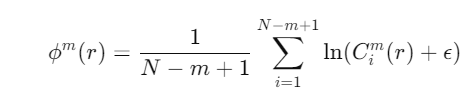 ϕ^m(r) = \frac{1}{N − m + 1} \sum_{i=1}^{N−m+1} ln(C_i^m(r) + ϵ)